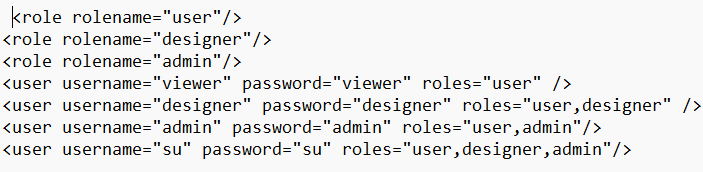 <role rolename="user"/>
<role rolename="designer"/>
<role rolename="admin"/>
<user username="viewer" password="viewer" roles="user" />
<user username="designer" password="designer" roles="user,designer" />
<user username="admin" password="admin" roles="user,admin"/>
<user username="su" password="su" roles="user,designer,admin"/>